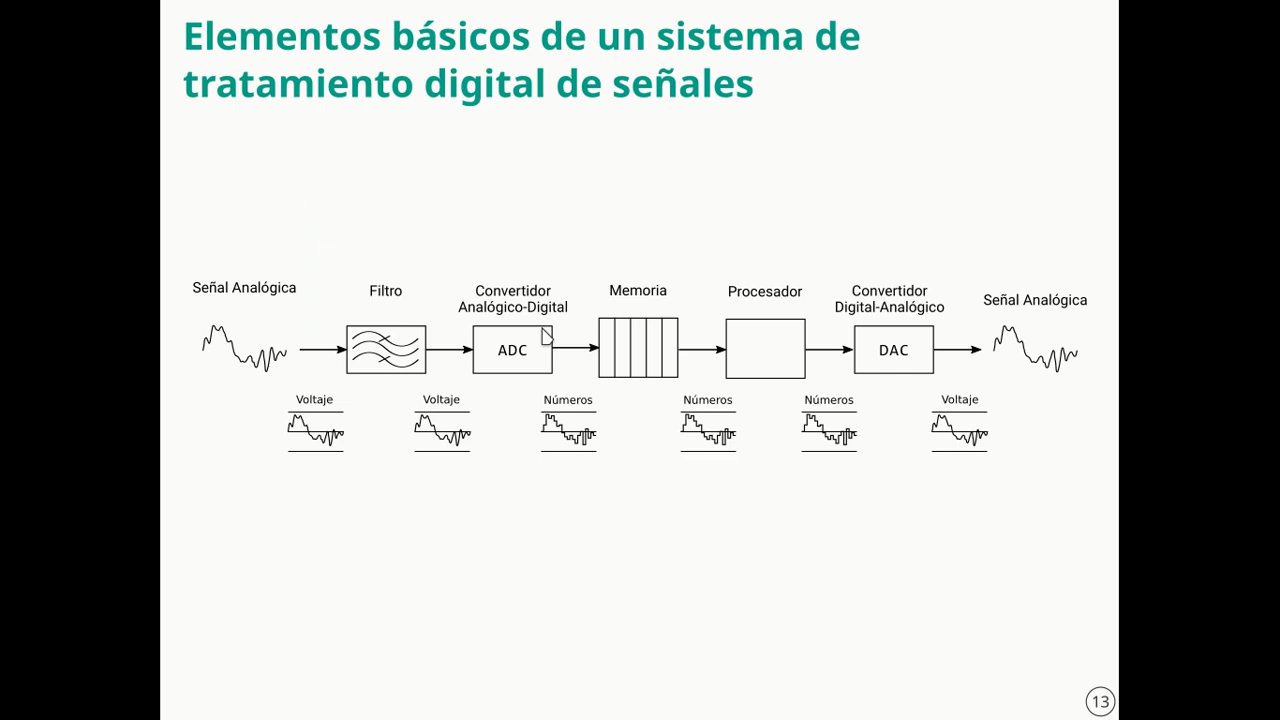 Elementos básicos de un sistema de
tratamiento digital de señales
Señal Analógica
Filtro
Convertidor
Analógico-Digital
Memoria
Procesador
Convertidor
Digital-Analógico
Señal Analógica
ADC
DAC
Voltaje
Voltaje
Números
Números
Números
Voltaje
13